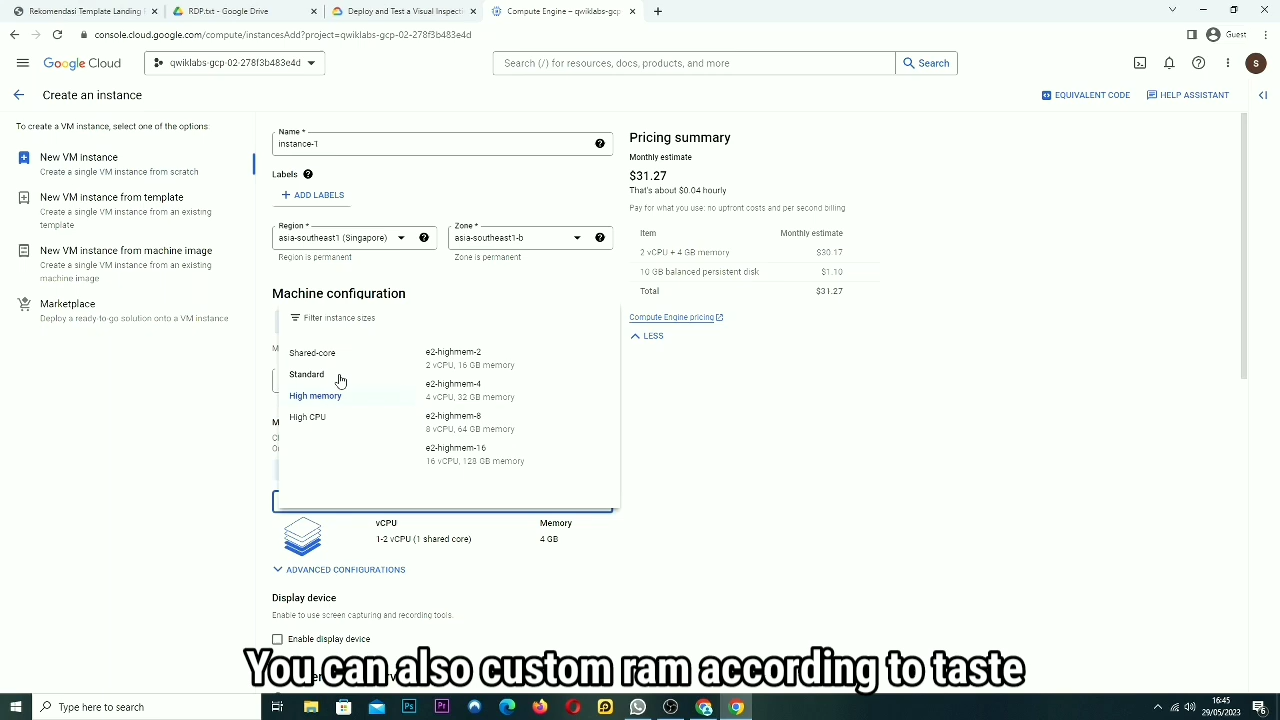 Rekomendasi Template Landing
RDP.txt - Google Drive
Deploy and Test a Visual Inspecti
Compute Engine – qwiklabs-gcp
console.cloud.google.com/compute/instancesAdd?project=qwiklabs-gcp-02-278f3b483e4d
Guest
Google Cloud
qwiklabs-gcp-02-278f3b483e4d
Search (/) for resources, docs, products, and more
Search
S
Create an instance
EQUIVALENT CODE
HELP ASSISTANT
To create a VM instance, select one of the options:
New VM instance
Create a single VM instance from scratch
New VM instance from template
Create a single VM instance from an existing
template
New VM instance from machine image
Create a single VM instance from an existing
machine image
Marketplace
Deploy a ready-to-go solution onto a VM instance
Name *
instance-1
Labels
ADD LABELS
Region *
asia-southeast1 (Singapore)
Region is permanent
Zone *
asia-southeast1-b
Zone is permanent
Machine configuration
Filter instance sizes
Shared-core
Standard
High memory
High CPU
e2-highmem-2
2 vCPU, 16 GB memory
e2-highmem-4
4 vCPU, 32 GB memory
e2-highmem-8
8 vCPU, 64 GB memory
e2-highmem-16
16 vCPU, 128 GB memory
vCPU
1-2 vCPU (1 shared core)
Memory
4 GB
ADVANCED CONFIGURATIONS
Display device
Enable to use screen capturing and recording tools.
Enable display device
Pricing summary
Monthly estimate
$31.27
That's about $0.04 hourly
Pay for what you use: no upfront costs and per second billing
Item Monthly estimate
2 vCPU + 4 GB memory $30.17
10 GB balanced persistent disk $1.10
Total $31.27
Compute Engine pricing
LESS
You can also custom ram according to taste
Type here to search
16:45
29/05/2023
6